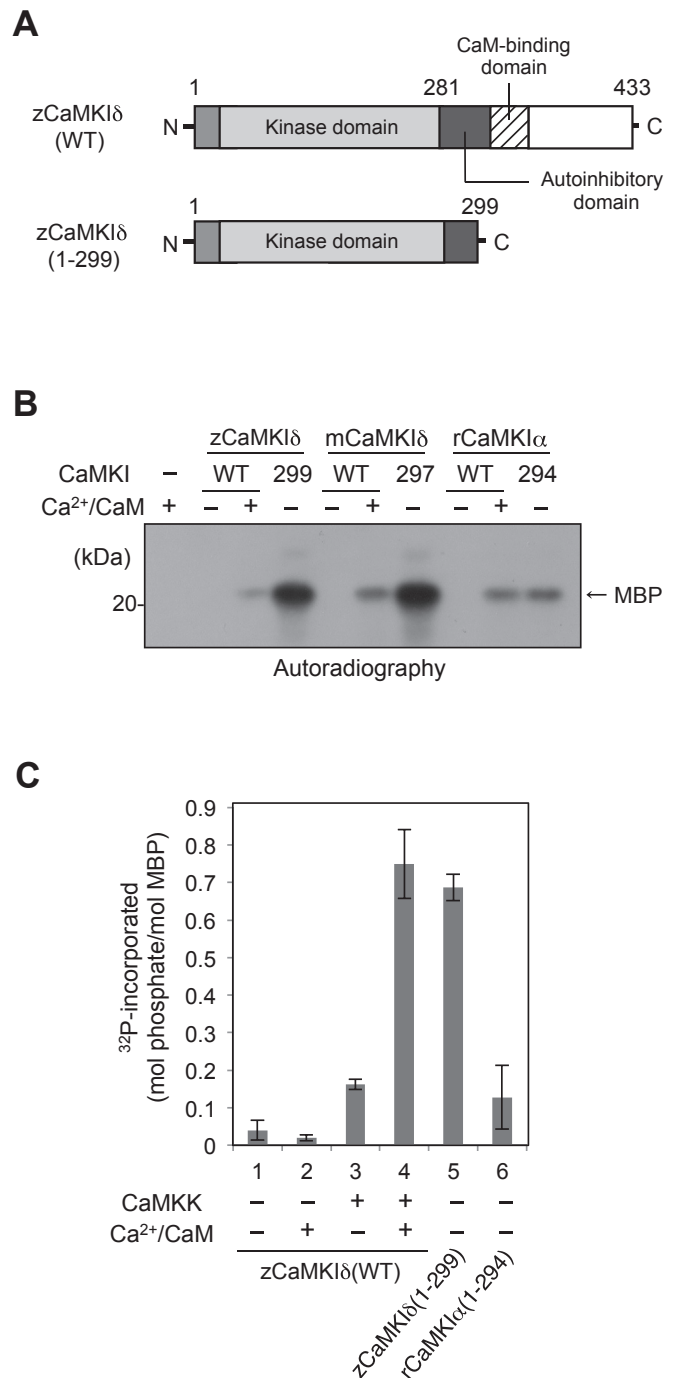 A
CaM-binding
domain
1 281 433
zCaMKIδ
(WT)
N Kinase domain C
Autoinhibitory
domain
1 299
zCaMKIδ
(1-299)
N Kinase domain C
B
zCaMKIδ mCaMKIδ rCaMKIα
CaMKI – WT 299 WT 297 WT 294
Ca²⁺/CaM + – + – – + – – + –
(kDa)
20-
← MBP
Autoradiography
C
³²P-incorporated
(mol phosphate/mol MBP)
0.9
0.8
0.7
0.6
0.5
0.4
0.3
0.2
0.1
0
1 2 3 4 5 6
CaMKK – – + + – –
Ca²⁺/CaM – + – + – –
zCaMKIδ(WT)
zCaMKIδ(1-299)
rCaMKIα(1-294)